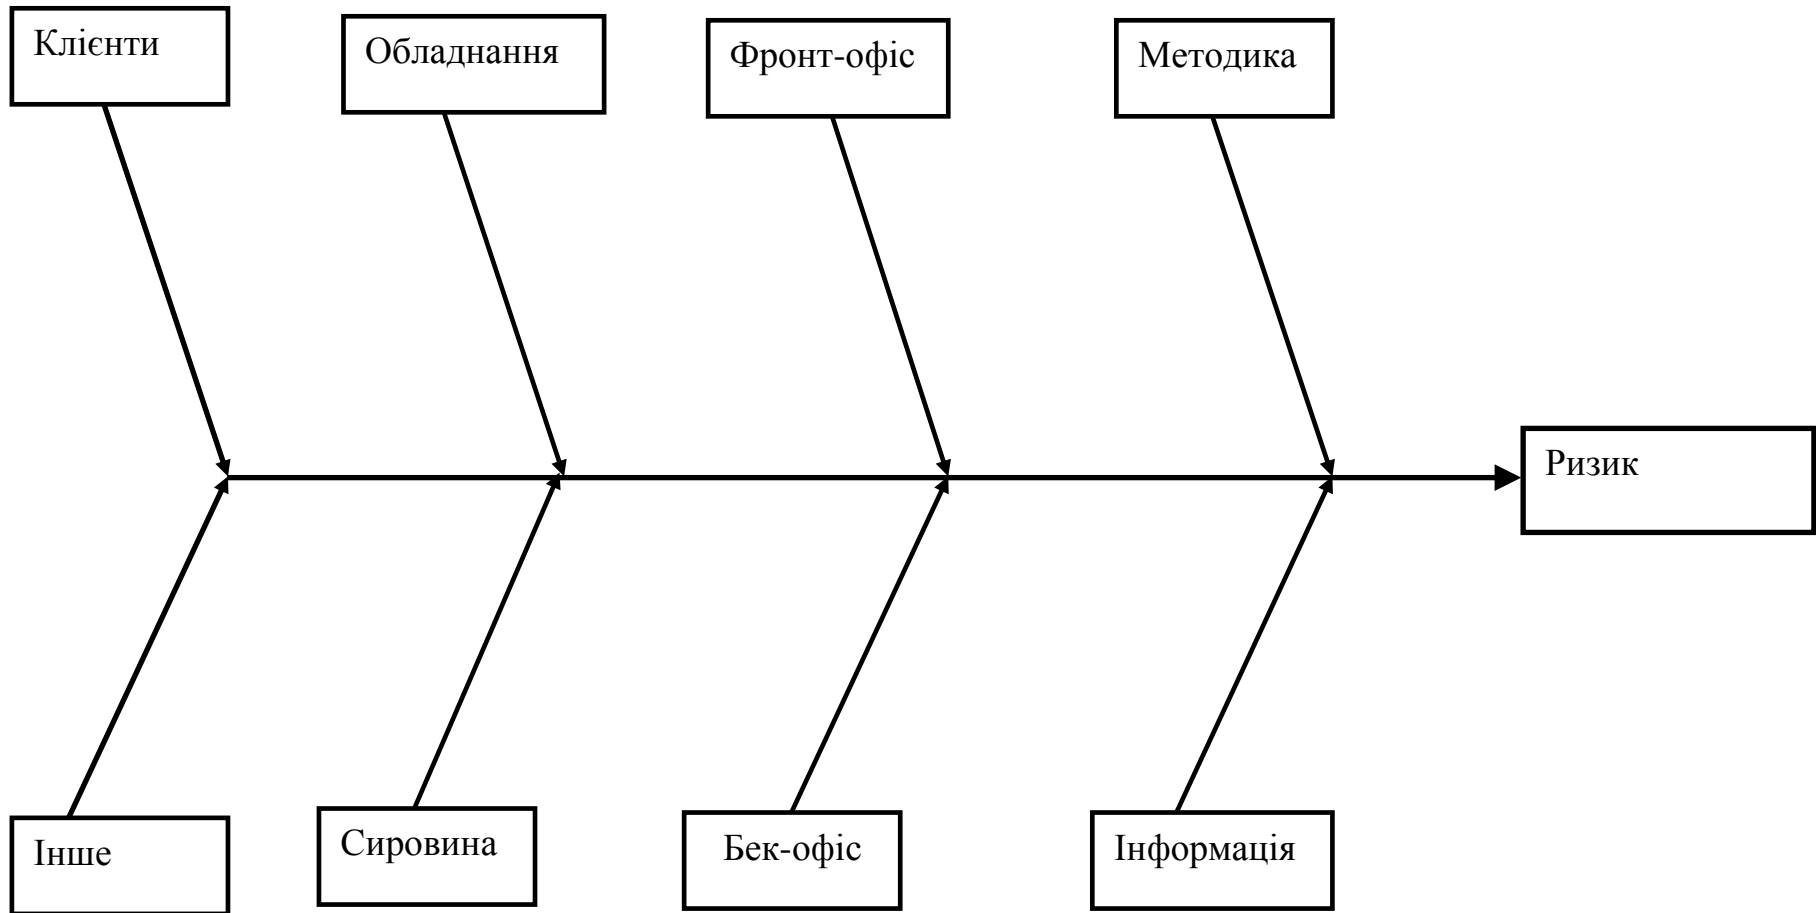 Клієнти
Обладнання
Фронт-офіс
Методика
Ризик
Інше
Сировина
Бек-офіс
Інформація